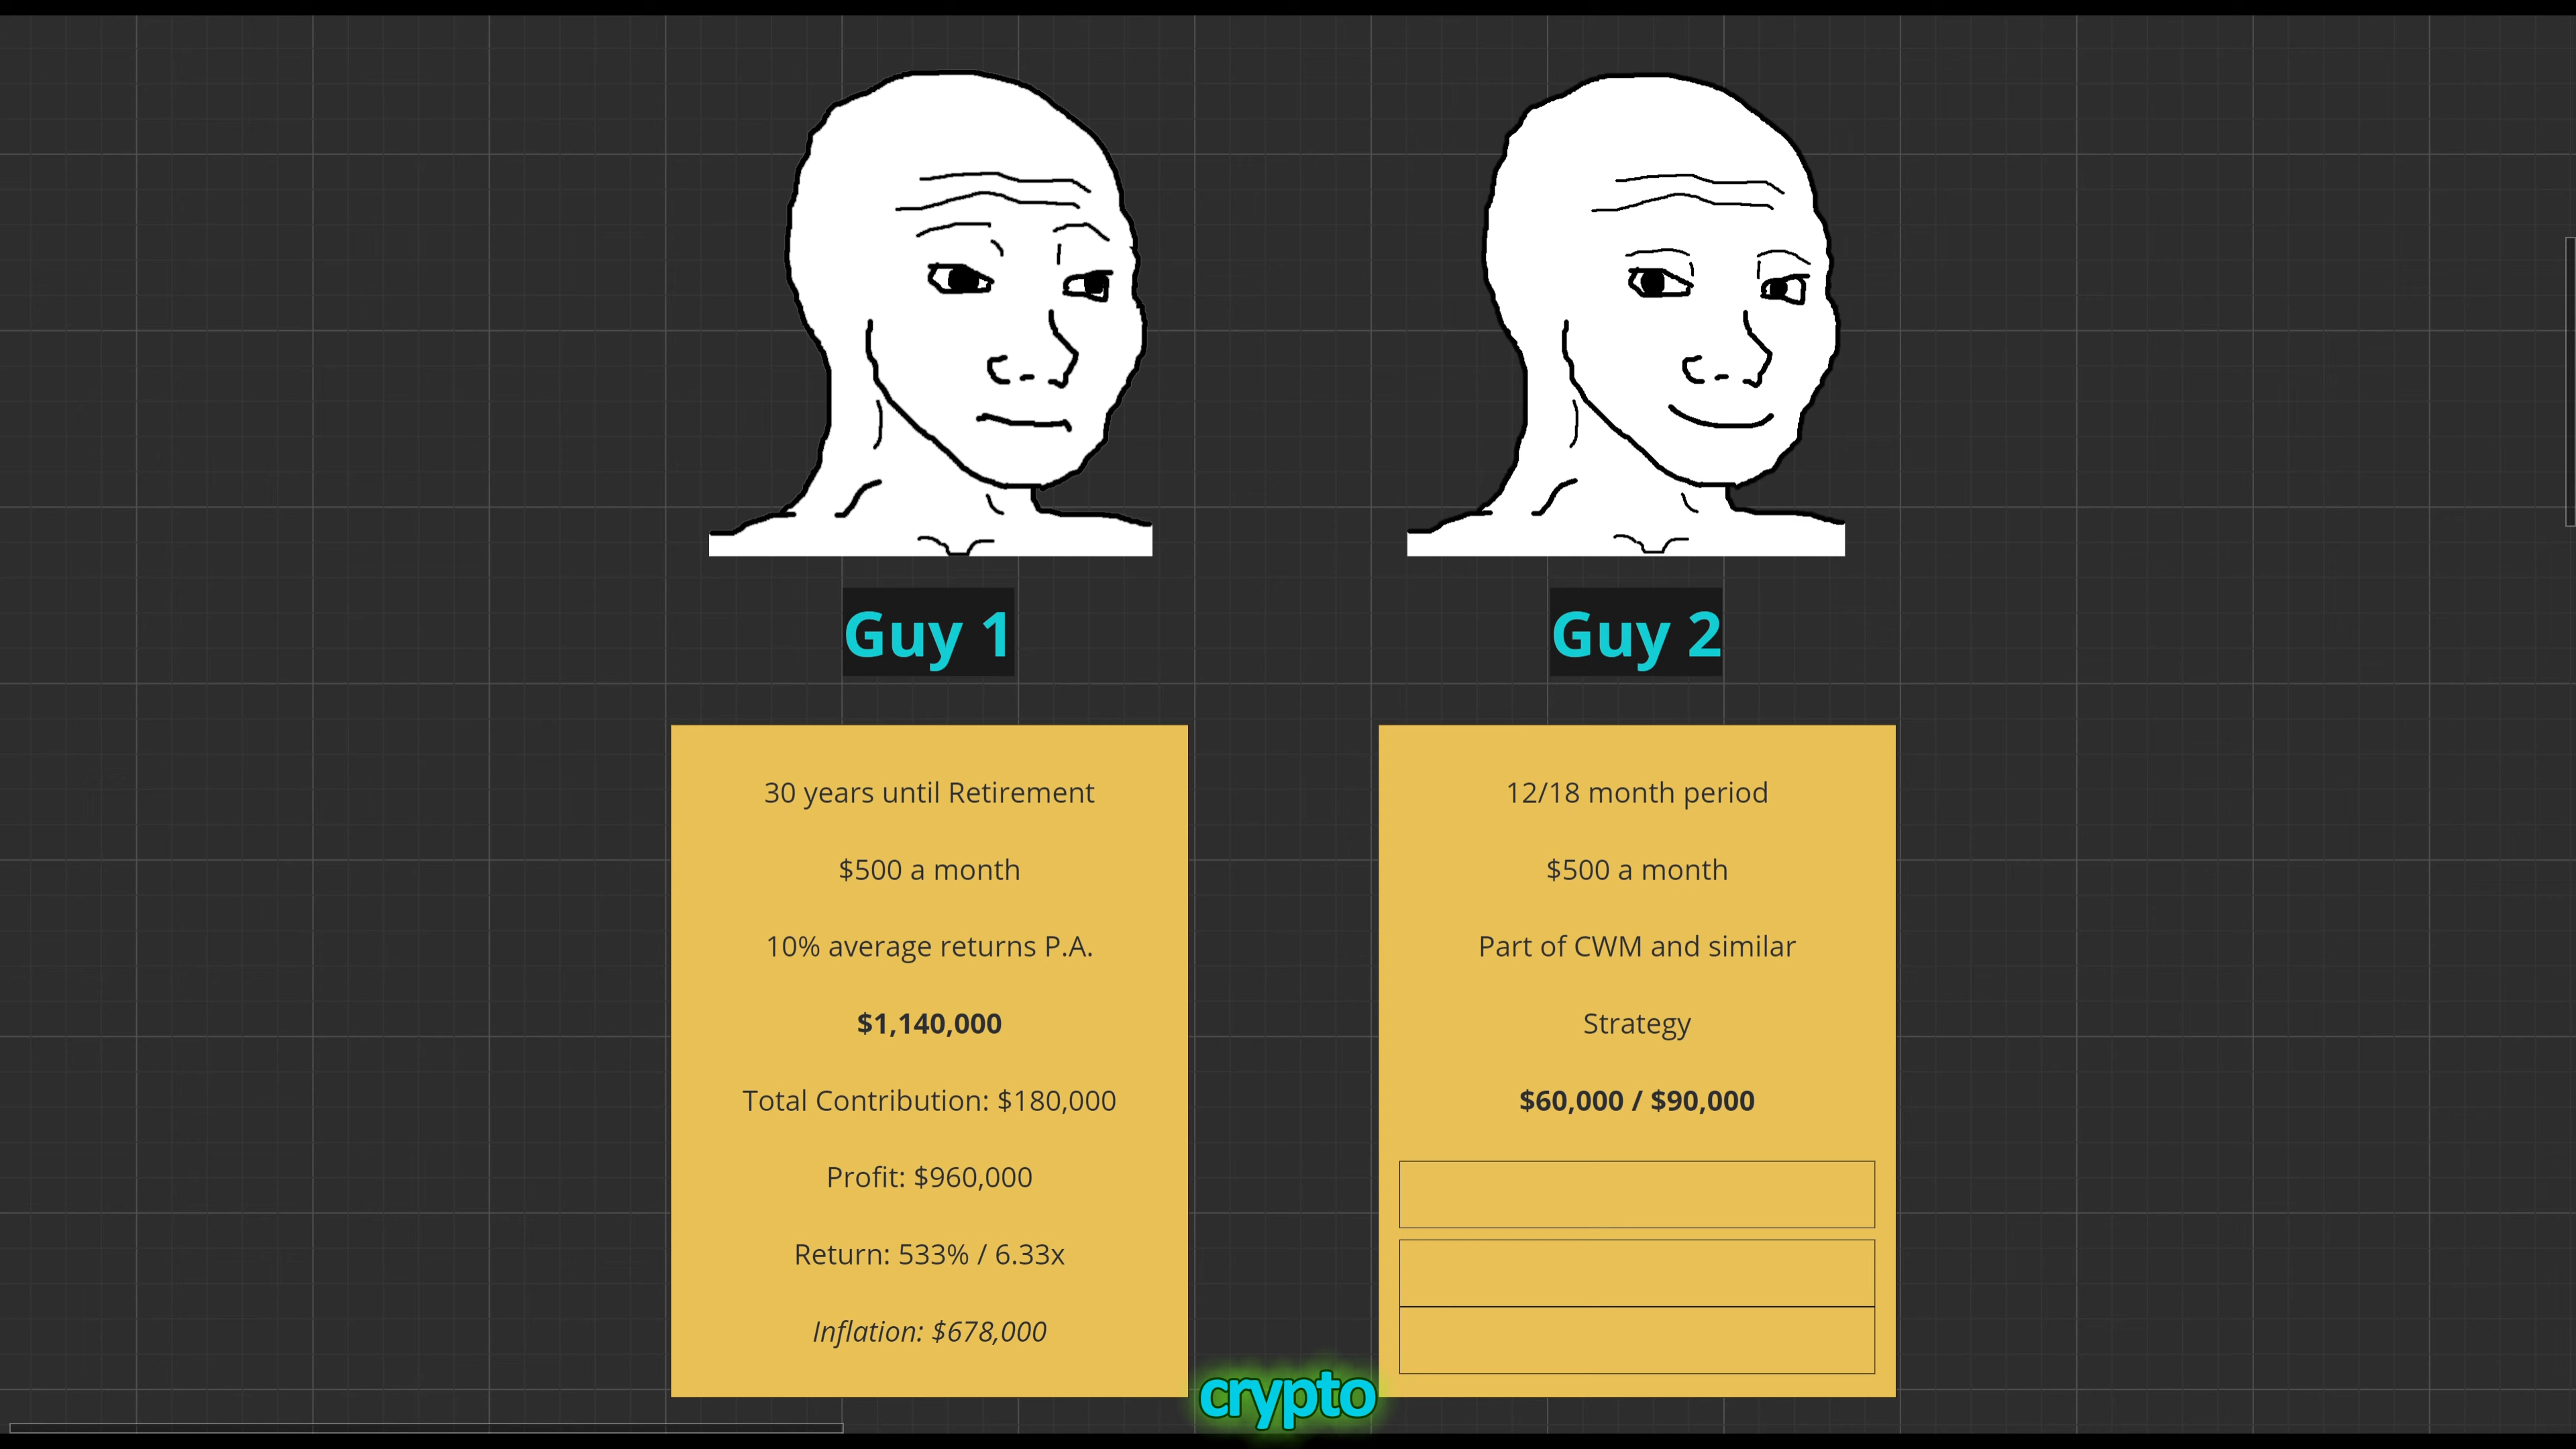 Guy 1
30 years until Retirement
$500 a month
10% average returns P.A.
$1,140,000
Total Contribution: $180,000
Profit: $960,000
Return: 533% / 6.33x
Inflation: $678,000
Guy 2
12/18 month period
$500 a month
Part of CWM and similar
Strategy
$60,000 / $90,000
crypto